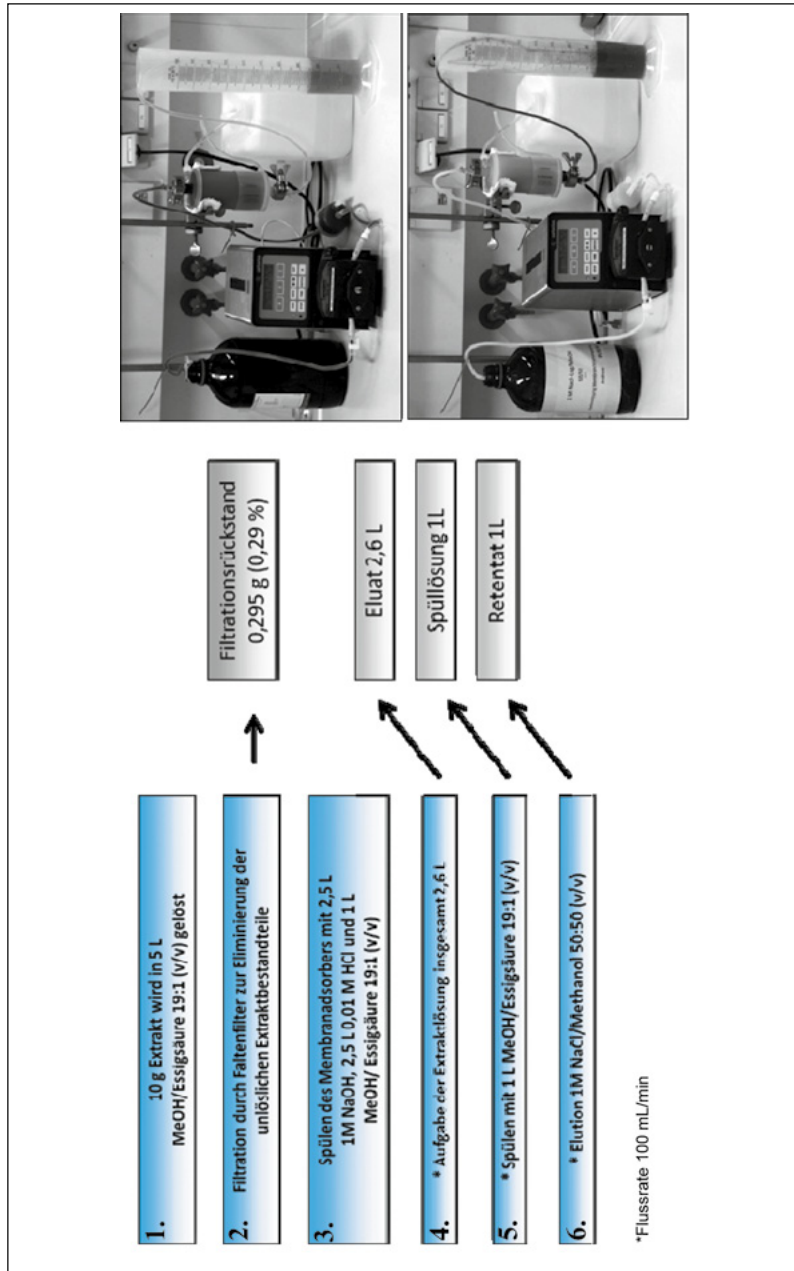 1.
10 g Extrakt wird in 5 L
MeOH/Essigsäure 19:1 (v/v) gelöst
2.
Filtration durch Faltenfilter zur Eliminierung der
unlöslichen Extraktbestandteile
Filtrationsrückstand
0,295 g (0,29 %)
3.
Spülen des Membranadsorbers mit 2,5 L
1M NaOH, 2,5 L 0,01 M HCl und 1 L
MeOH/ Essigsäure 19:1 (v/v)
4.
* Aufgabe der Extraktlösung insgesamt 2,6 L
Eluat 2,6 L
5.
* Spülen mit 1 L MeOH/Essigsäure 19:1 (v/v)
Spüllösung 1L
6.
* Elution 1M NaCl/Methanol 50:50 (v/v)
Retentat 1L
*Flussrate 100 mL/min